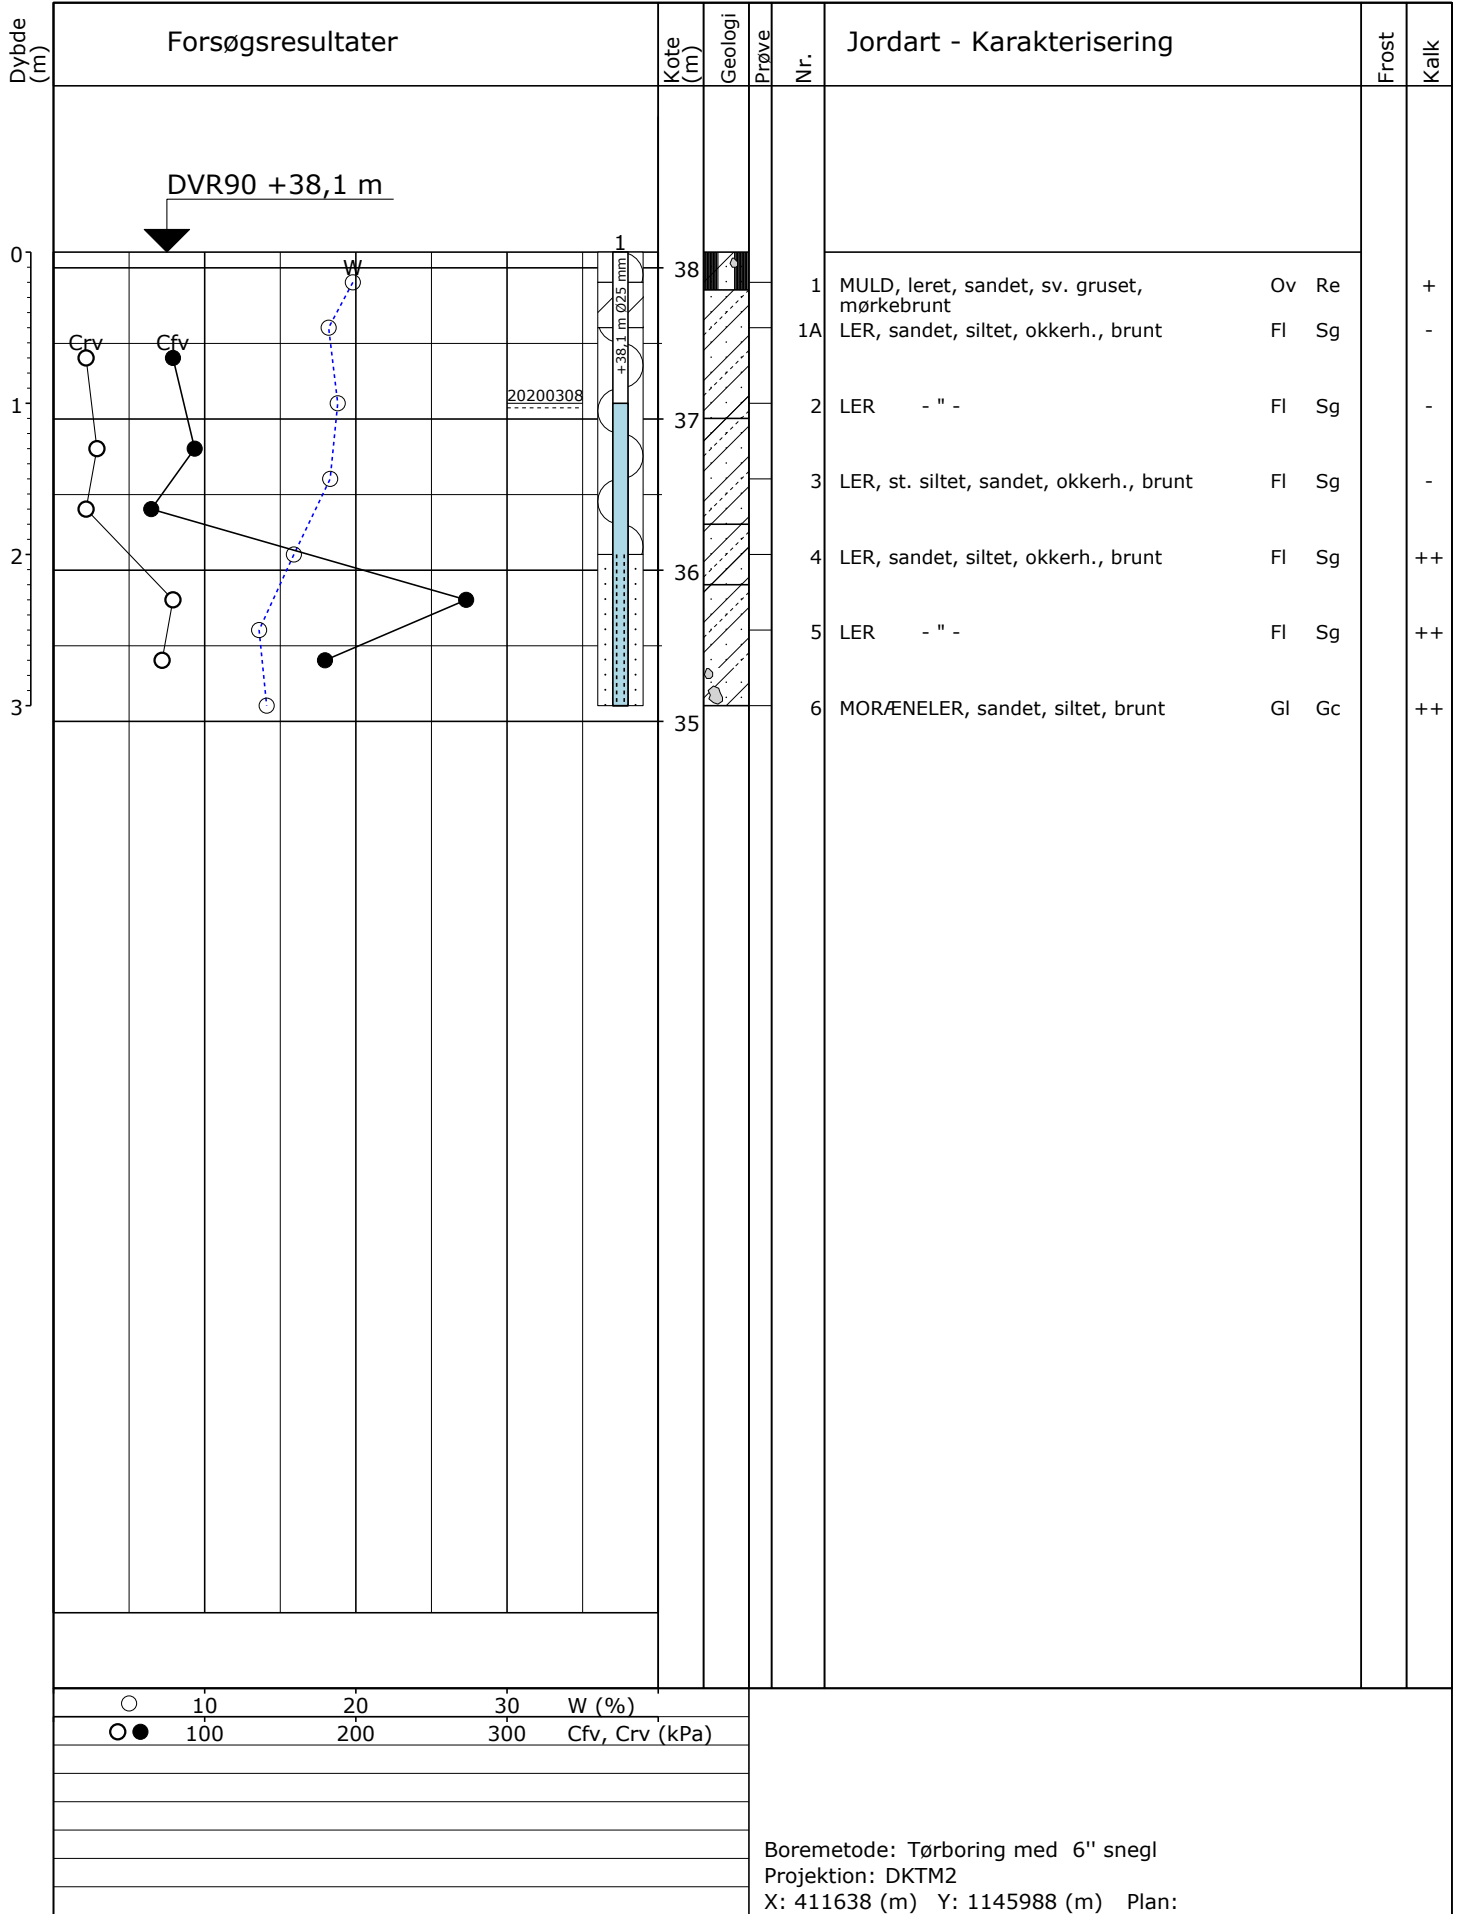 Dybde (m)
Forsøgsresultater
Kote (m)
Geologi
Prøve
Nr.
Jordart - Karakterisering
Frost
Kalk
DVR90 +38,1 m
0
1
2
3
W
Crv
Cfv
20200308
1
+38,1 m Ø25 mm
38
37
36
35
1 MULD, leret, sandet, sv. gruset, Ov Re +
mørkebrunt
1A LER, sandet, siltet, okkerh., brunt Fl Sg -
2 LER - " - Fl Sg -
3 LER, st. siltet, sandet, okkerh., brunt Fl Sg -
4 LER, sandet, siltet, okkerh., brunt Fl Sg ++
5 LER - " - Fl Sg ++
6 MORÆNELER, sandet, siltet, brunt Gl Gc ++
10 20 30 W (%)
100 200 300 Cfv, Crv (kPa)
Boremetode: Tørboring med 6'' snegl
Projektion: DKTM2
X: 411638 (m) Y: 1145988 (m) Plan: